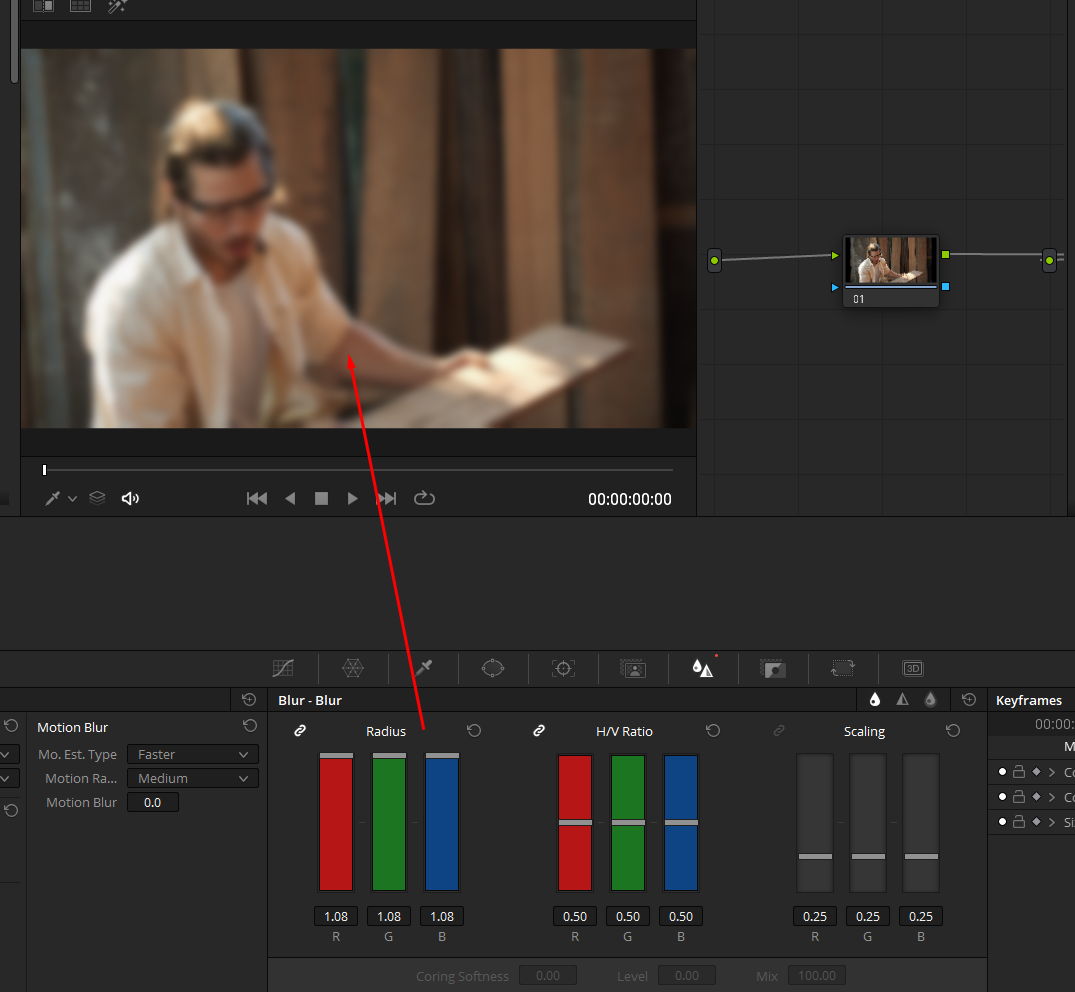 01
00:00:00:00
3D
Blur - Blur
Keyframes
Motion Blur
Mo. Est. Type
Faster
Motion Ra...
Medium
Motion Blur
0.0
Radius
H/V Ratio
Scaling
1.08 1.08 1.08
R G B
0.50 0.50 0.50
R G B
0.25 0.25 0.25
R G B
Coring Softness 0.00 Level 0.00 Mix 100.00
00:00:
M
Co
Co
Si